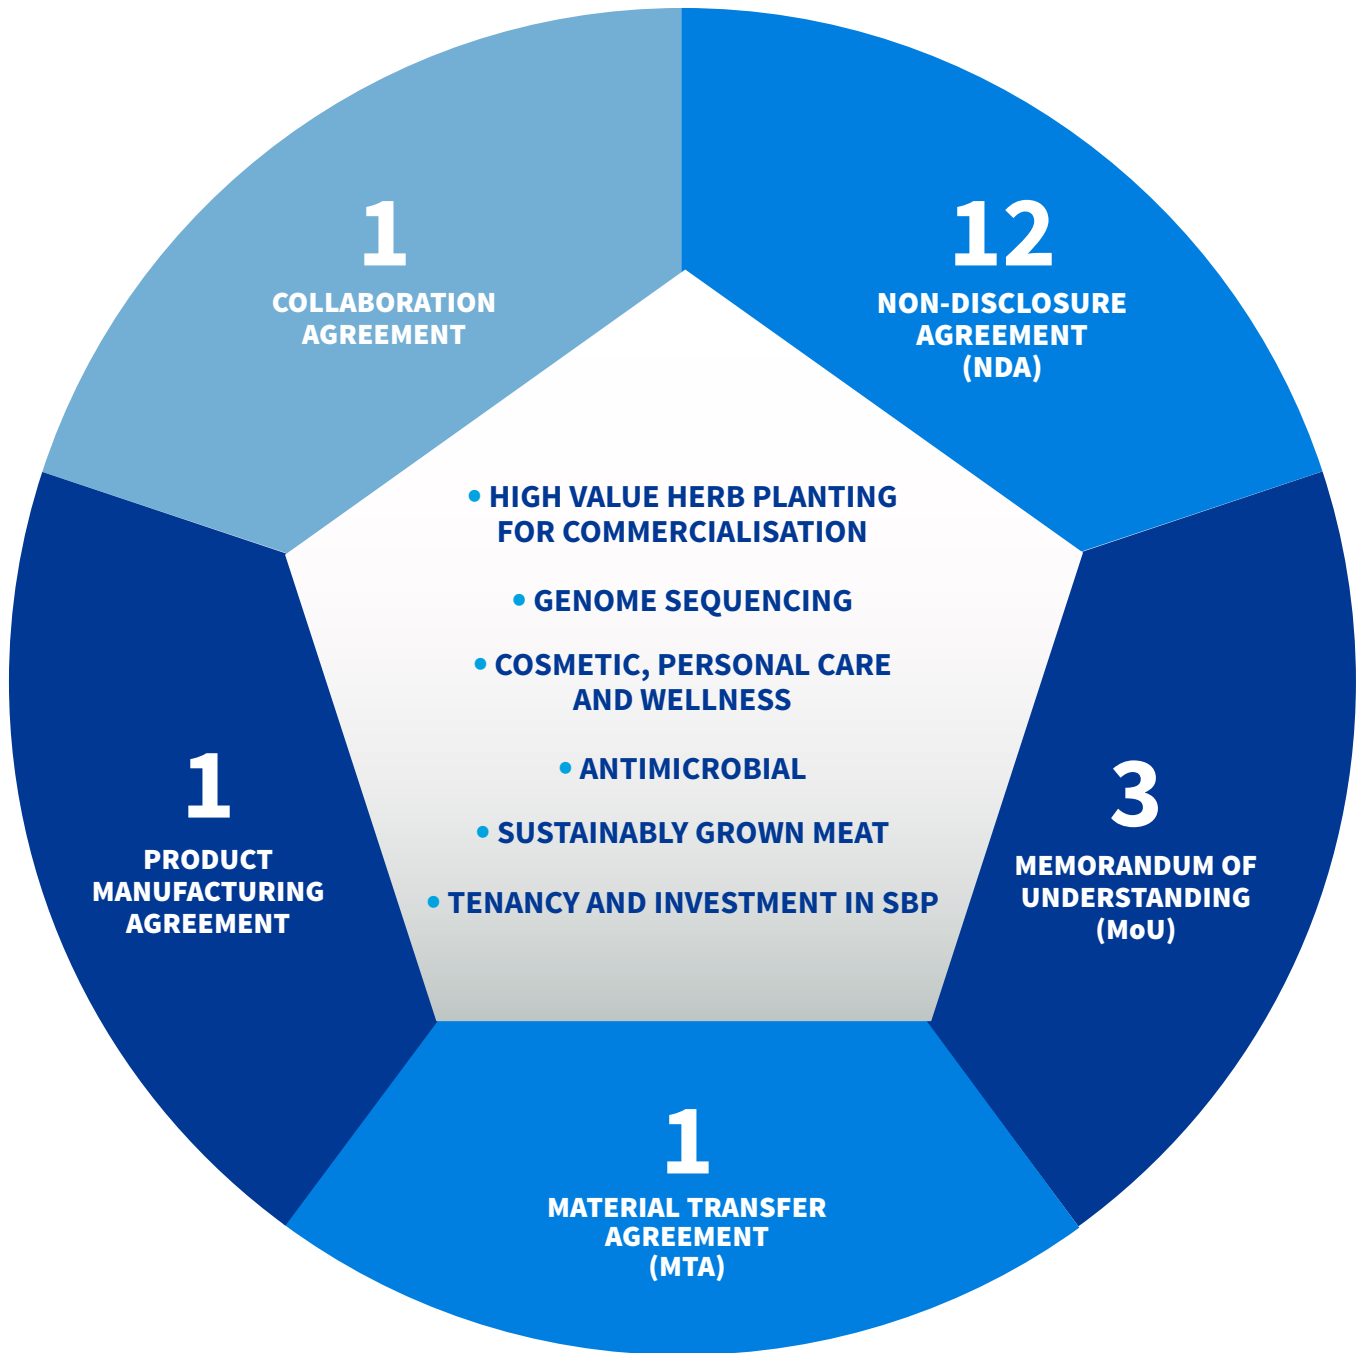 1
COLLABORATION
AGREEMENT
12
NON-DISCLOSURE
AGREEMENT
(NDA)
• HIGH VALUE HERB PLANTING
FOR COMMERCIALISATION
• GENOME SEQUENCING
• COSMETIC, PERSONAL CARE
AND WELLNESS
• ANTIMICROBIAL
• SUSTAINABLY GROWN MEAT
• TENANCY AND INVESTMENT IN SBP
1
PRODUCT
MANUFACTURING
AGREEMENT
3
MEMORANDUM OF
UNDERSTANDING
(MoU)
1
MATERIAL TRANSFER
AGREEMENT
(MTA)